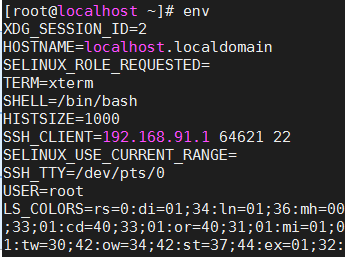 [root@localhost ~]# env
XDG_SESSION_ID=2
HOSTNAME=localhost.localdomain
SELINUX_ROLE_REQUESTED=
TERM=xterm
SHELL=/bin/bash
HISTSIZE=1000
SSH_CLIENT=192.168.91.1 64621 22
SELINUX_USE_CURRENT_RANGE=
SSH_TTY=/dev/pts/0
USER=root
LS_COLORS=rs=0:di=01;34:ln=01;36:mh=00
;33;01:cd=40;33;01:or=40;31;01:mi=01;0
1:tw=30;42:ow=34;42:st=37;44:ex=01;32: